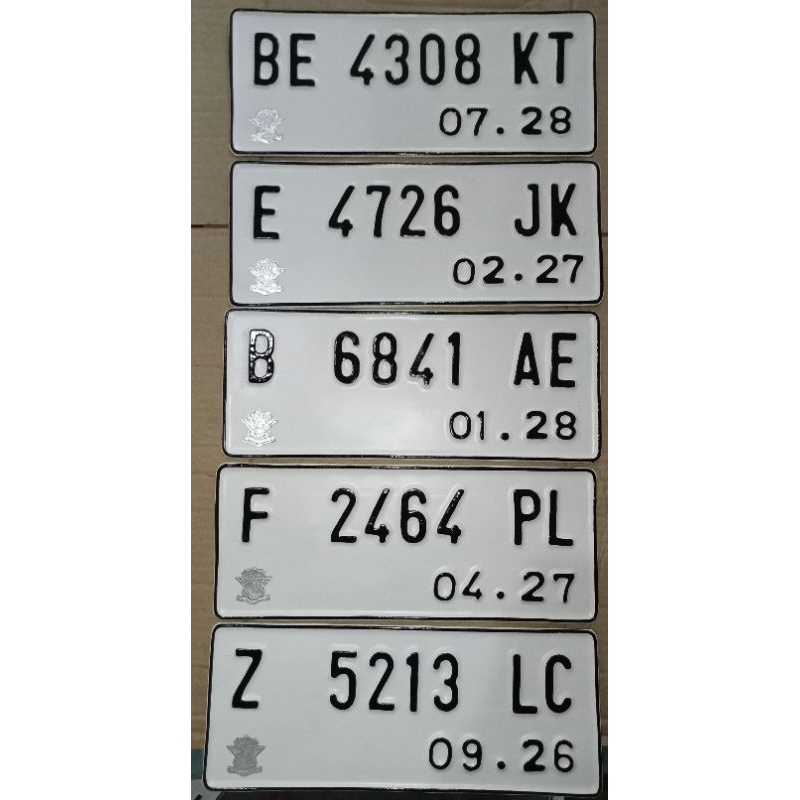 BE 4308 KT
07.28
E 4726 JK
02.27
B 6841 AE
01.28
F 2464 PL
04.27
Z 5213 LC
09.26